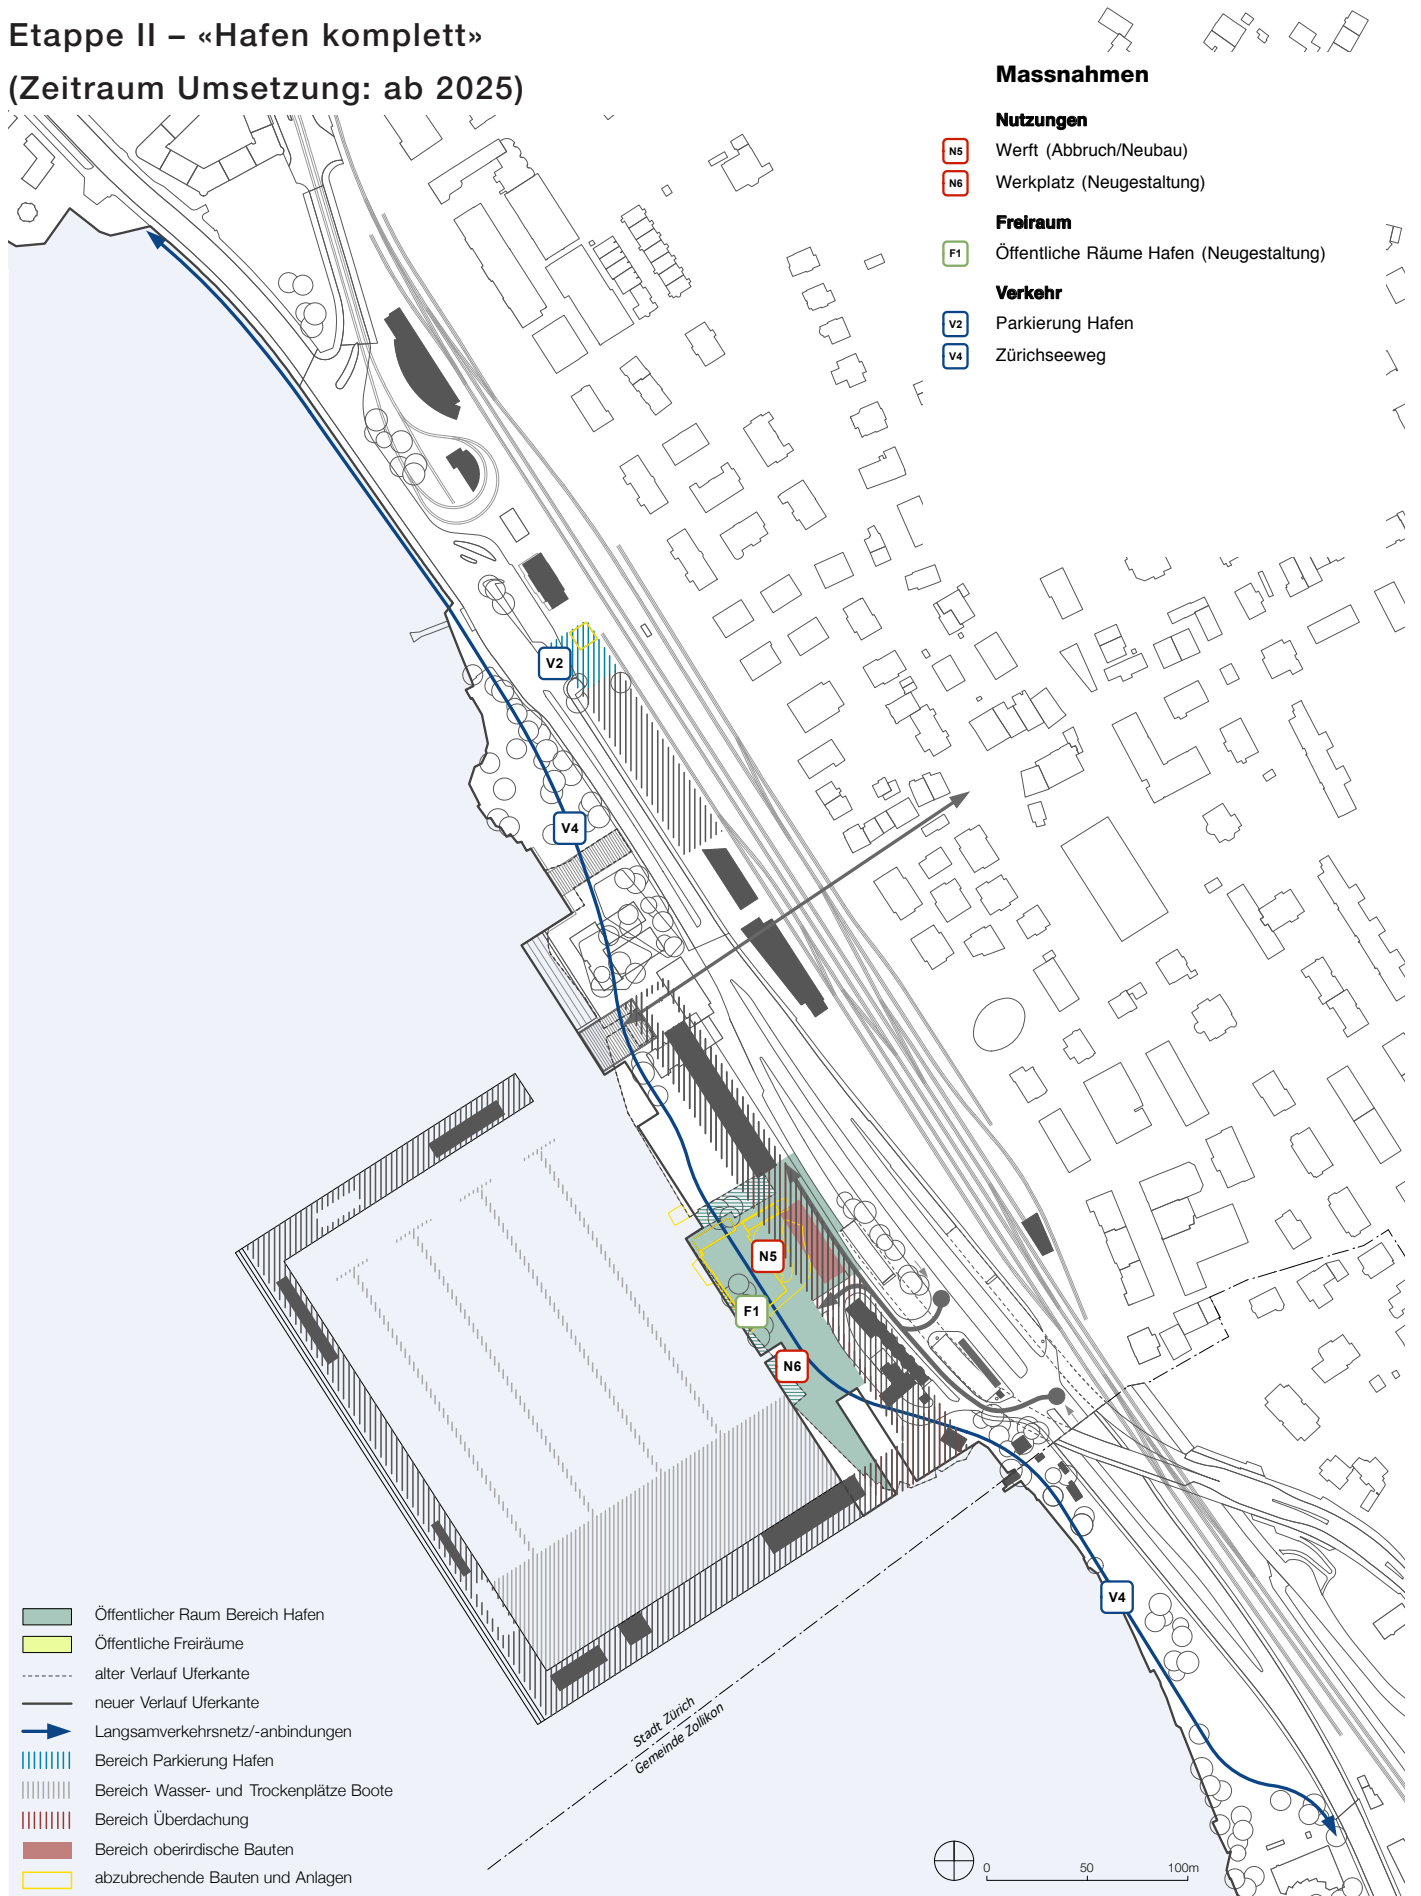 Etappe II – «Hafen komplett»
(Zeitraum Umsetzung: ab 2025)
Massnahmen
Nutzungen
N5 Werft (Abbruch/Neubau)
N6 Werkplatz (Neugestaltung)
Freiraum
F1 Öffentliche Räume Hafen (Neugestaltung)
Verkehr
V2 Parkierung Hafen
V4 Zürichseeweg
V2
V4
N5
F1
N6
V4
Stadt Zürich
Gemeinde Zollikon
Öffentlicher Raum Bereich Hafen
Öffentliche Freiräume
alter Verlauf Uferkante
neuer Verlauf Uferkante
Langsamverkehrsnetz/-anbindungen
Bereich Parkierung Hafen
Bereich Wasser- und Trockenplätze Boote
Bereich Überdachung
Bereich oberirdische Bauten
abzubrechende Bauten und Anlagen
0 50 100m